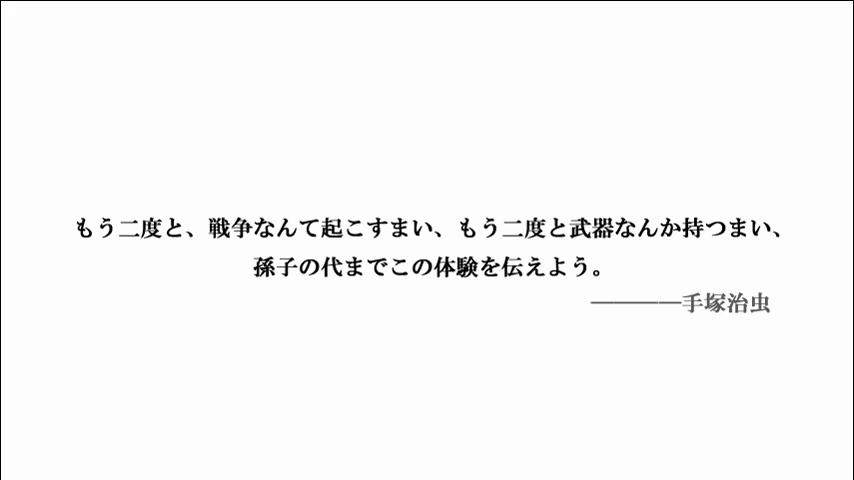 もう二度と、戦争なんて起こすまい、もう二度と武器なんか持つまい、
孫子の代までこの体験を伝えよう。
————手塚治虫